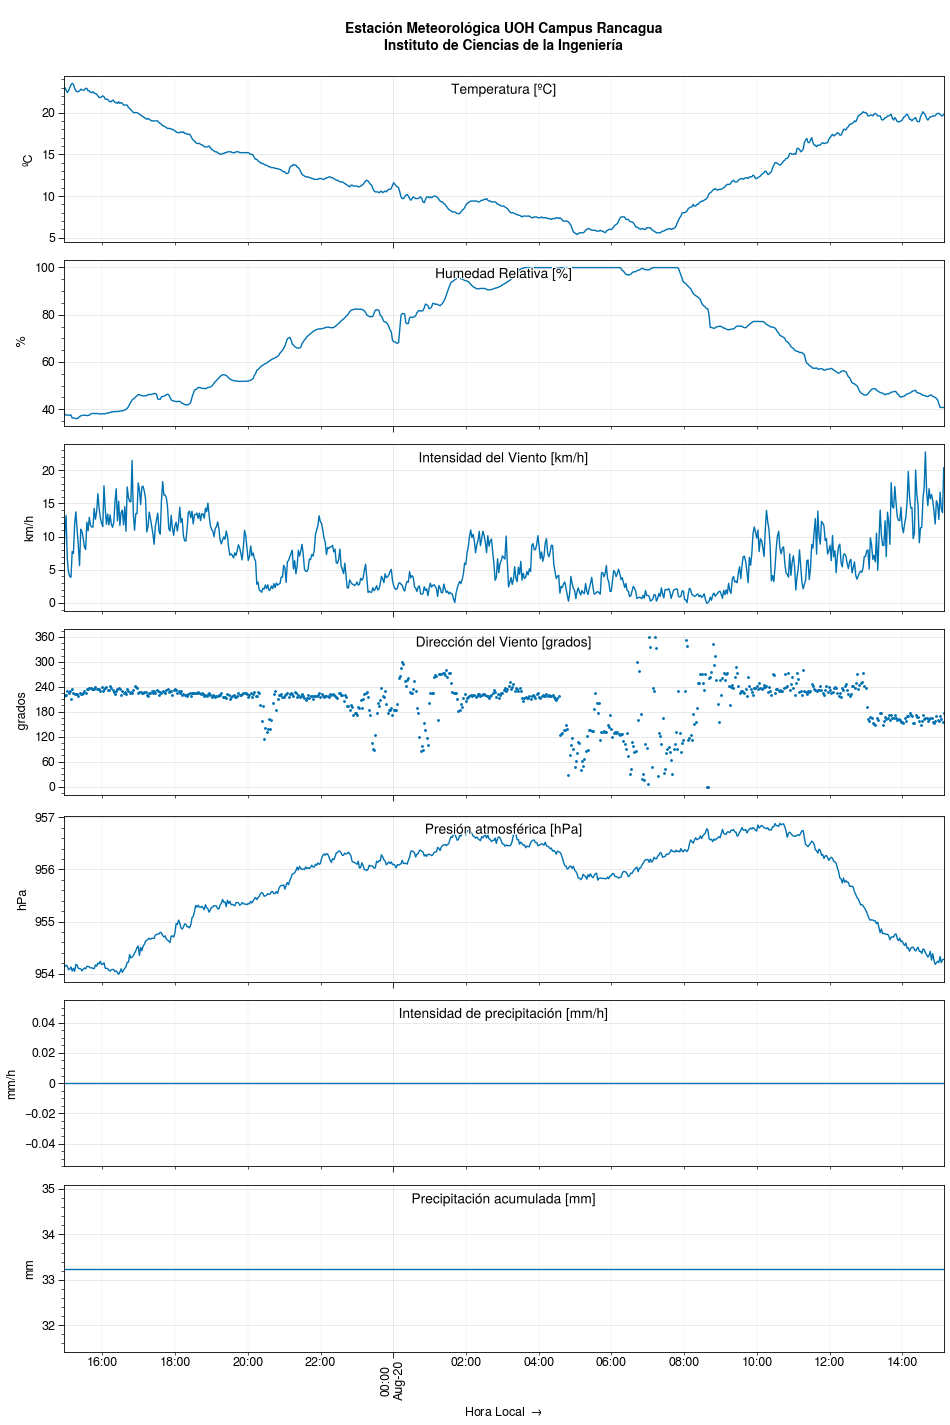 Estación Meteorológica UOH Campus Rancagua
Instituto de Ciencias de la Ingeniería
Temperatura [ºC]
ºC
20
15
10
5
Humedad Relativa [%]
%
100
80
60
40
Intensidad del Viento [km/h]
km/h
20
15
10
5
0
Dirección del Viento [grados]
grados
360
300
240
180
120
60
0
Presión atmosférica [hPa]
hPa
957
956
955
954
Intensidad de precipitación [mm/h]
mm/h
0.04
0.02
0
−0.02
−0.04
Precipitación acumulada [mm]
mm
35
34
33
32
16:00 18:00 20:00 22:00 00:00 02:00 04:00 06:00 08:00 10:00 12:00 14:00
Aug-20
Hora Local →